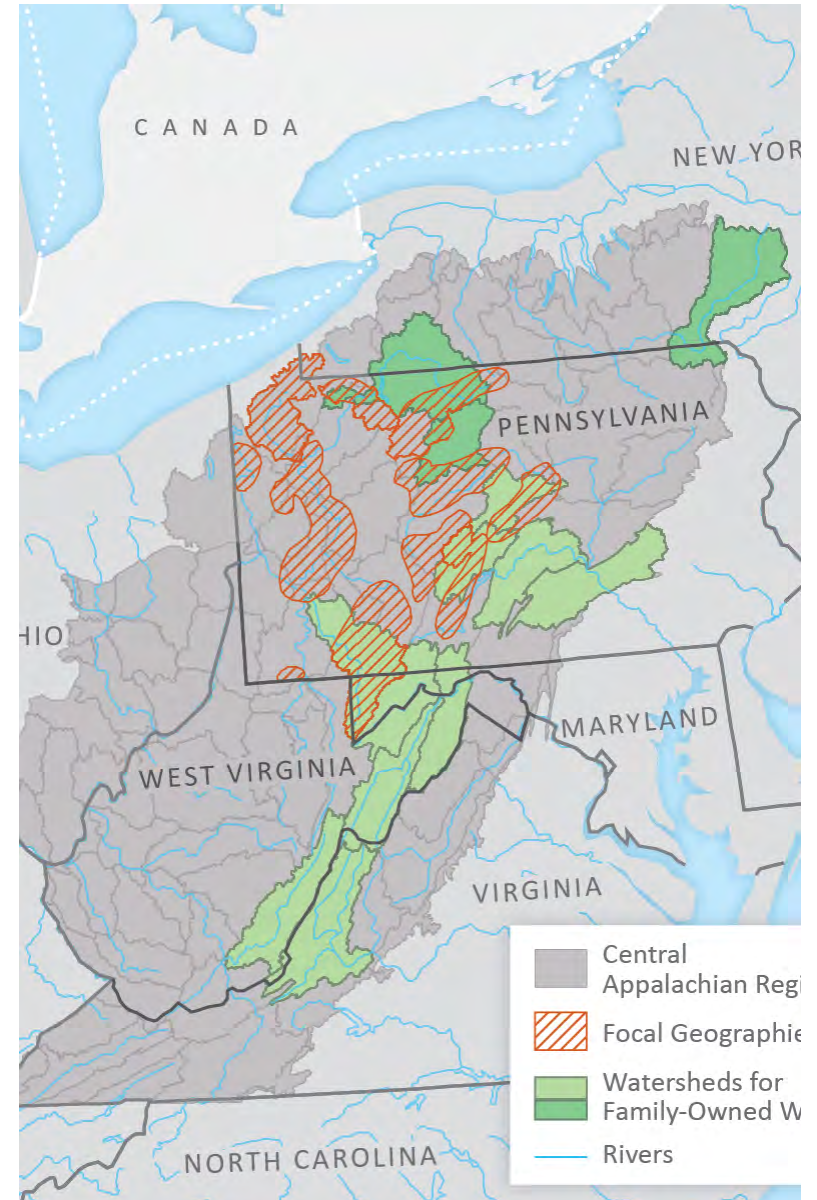 CANADA
NEW YOR
PENNSYLVANIA
HIO
MARYLAND
WEST VIRGINIA
VIRGINIA
Central
Appalachian Regi
Focal Geographie
Watersheds for
Family-Owned W
Rivers
NORTH CAROLINA